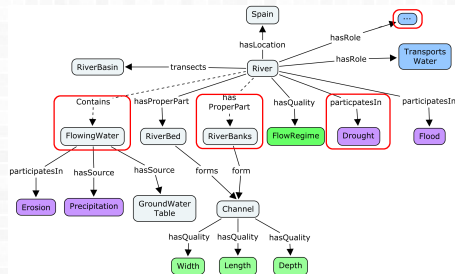 Spain
...
hasRole
hasLocation
hasRole
Transports
Water
RiverBasin
transects
River
Contains
hasProperPart
has
ProperPart
hasQuality
participatesIn
participatesIn
FlowingWater
RiverBed
RiverBanks
FlowRegime
Drought
Flood
participatesIn
hasSource
hasSource
forms
form
Erosion
Precipitation
GroundWater
Table
Channel
hasQuality
hasQuality
hasQuality
Width
Length
Depth